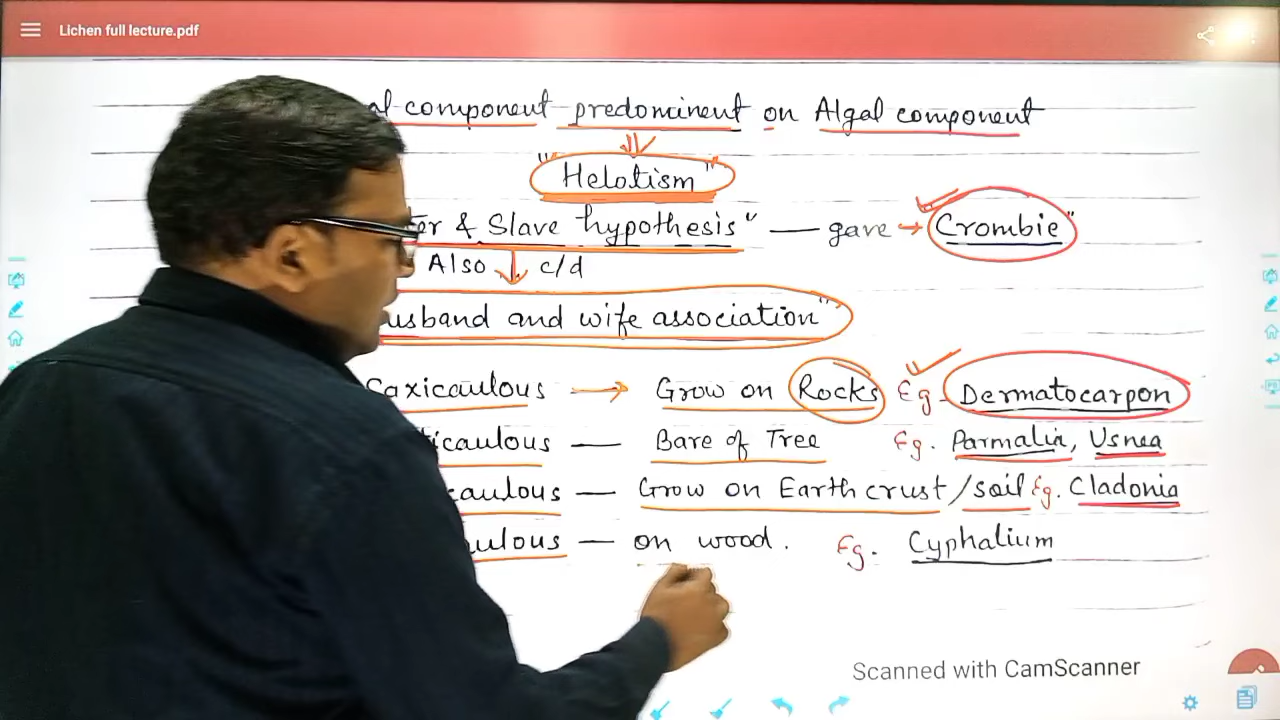 Lichen full lecture.pdf
al component predominent on Algal component
"Helotism"
er & Slave hypothesis" — gave → Crombie"
Also ↓ c/d
usband and wife association"
Saxicaulous → Grow on Rocks Eg. Dermatocarpon
ticaulous — Bare of Tree Eg. Parmalia, Usnea
caulous — Grow on Earth crust /soil Eg. Cladonia
ulous — on wood. Eg. Cyphalium
Scanned with CamScanner